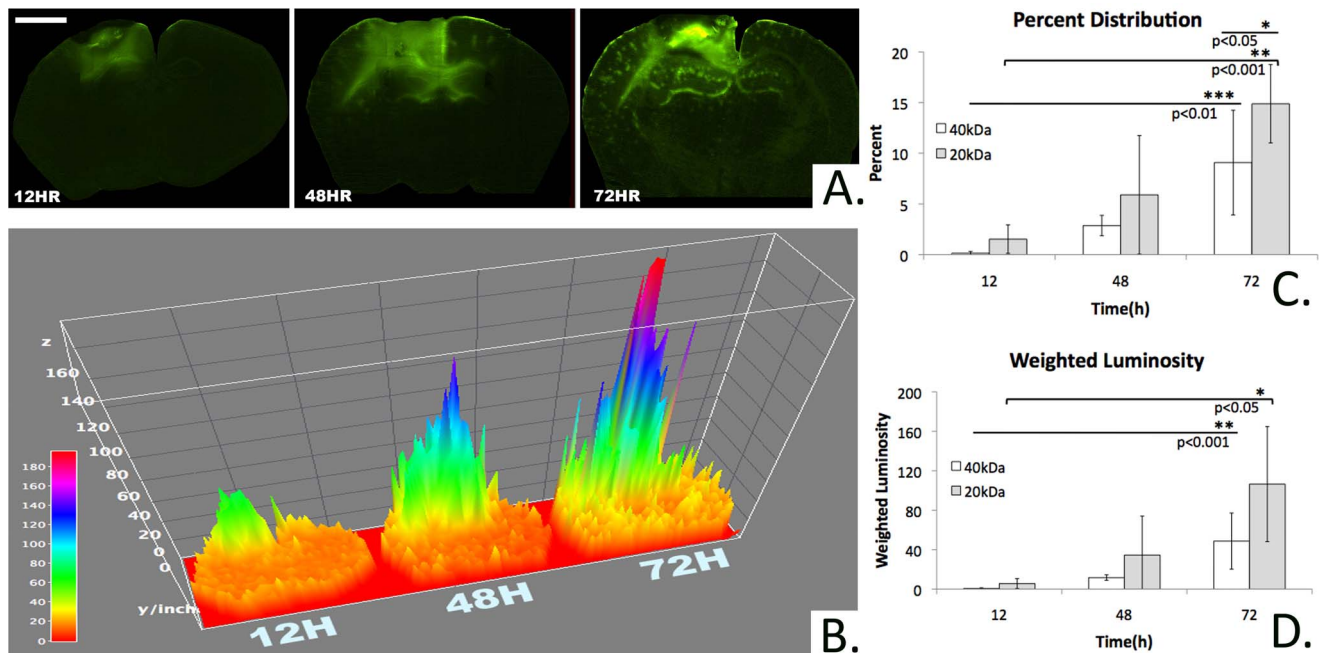 12HR
48HR
72HR
A.
z
160
140
120
100
80
60
40
20
0
0
y/inch
180
160
140
120
100
80
60
40
20
0
12H
48H
72H
B.
Percent Distribution
*
p<0.05
**
p<0.001
***
p<0.01
20
15
10
5
0
Percent
40kDa
20kDa
12 48 72
Time(h)
C.
Weighted Luminosity
*
p<0.05
**
p<0.001
200
160
120
80
40
0
Weighted Luminosity
40kDa
20kDa
12 48 72
Time(h)
D.